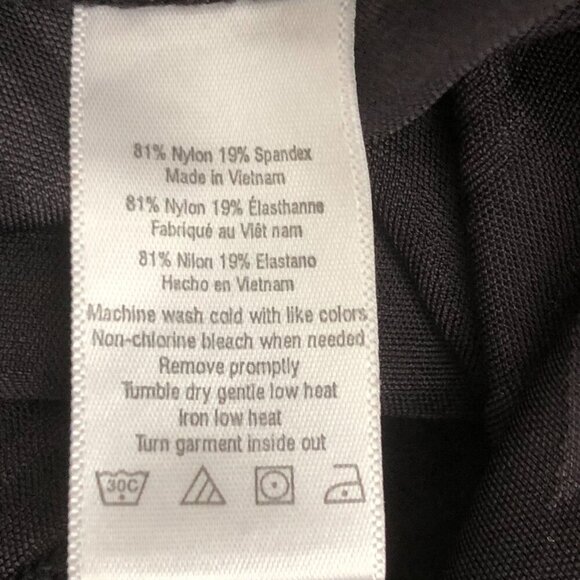 81% Nylon 19% Spandex
Made in Vietnam
81% Nylon 19% Élasthanne
Fabriqué au Viêt nam
81% Nilon 19% Elastano
Hecho en Vietnam
Machine wash cold with like colors
Non-chlorine bleach when needed
Remove promptly
Tumble dry gentle low heat
Iron low heat
Turn garment inside out
30C